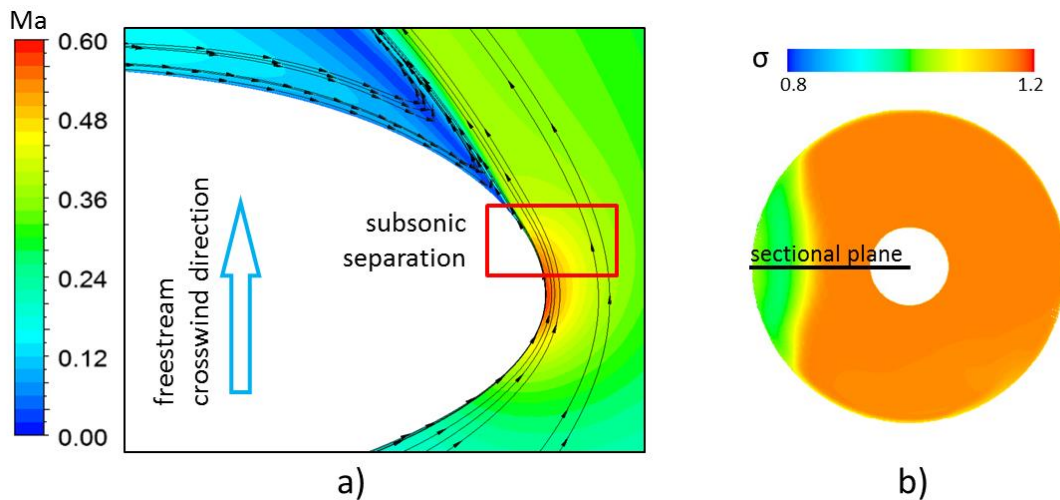 Ma
0.60
0.48
0.36
0.24
0.12
0.00
freestream
crosswind direction
subsonic
separation
a)
σ
0.8
1.2
sectional plane
b)